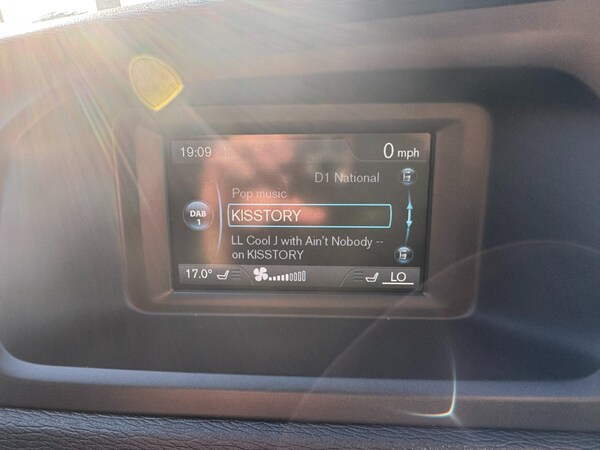 19:09
0 mph
D1 National
Pop music
DAB
1
KISSTORY
LL Cool J with Ain't Nobody --
on KISSTORY
17.0°
LO